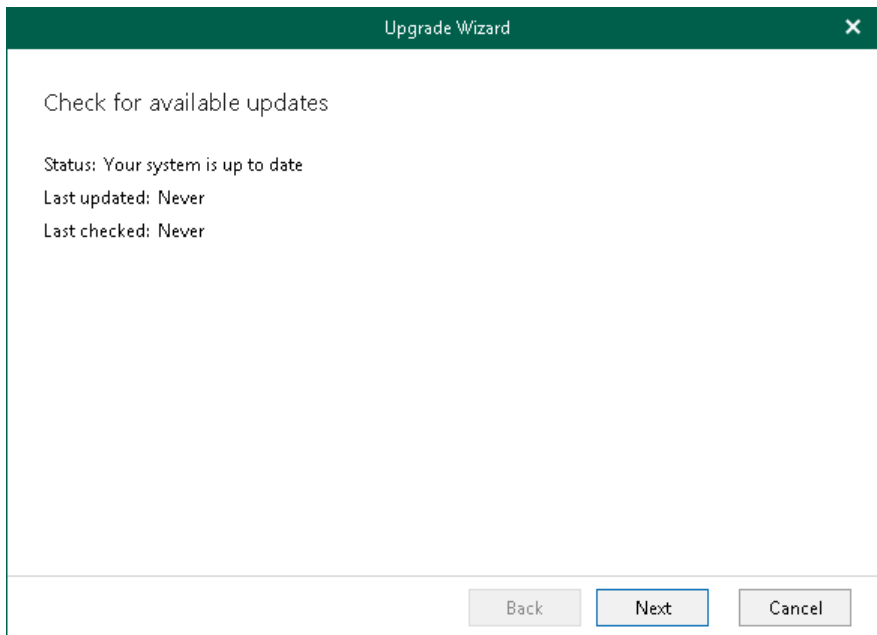 Upgrade Wizard
Check for available updates
Status: Your system is up to date
Last updated: Never
Last checked: Never
Back
Next
Cancel